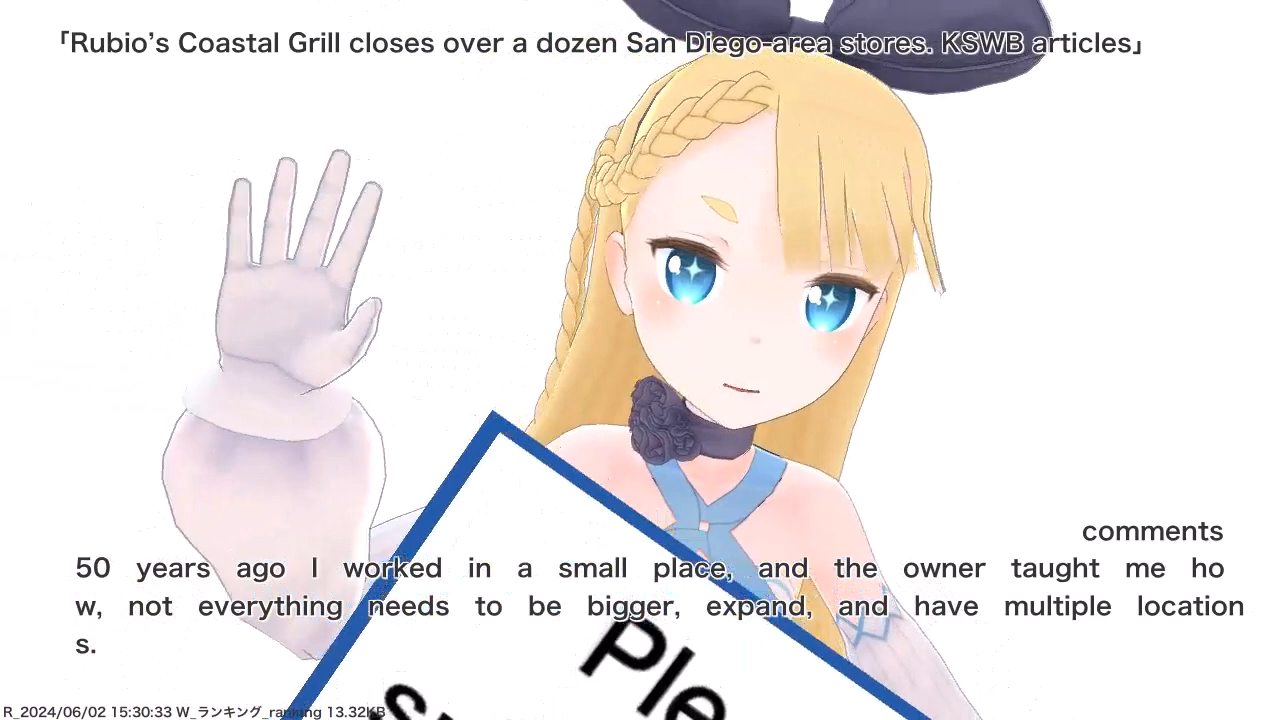 「Rubio's Coastal Grill closes over a dozen San Diego-area stores. KSWB articles」
comments
50 years ago I worked in a small place, and the owner taught me ho
w, not everything needs to be bigger, expand, and have multiple location
s.
Ple
R_2024/06/02 15:30:33 W_ランキング_ranking 13.32KB